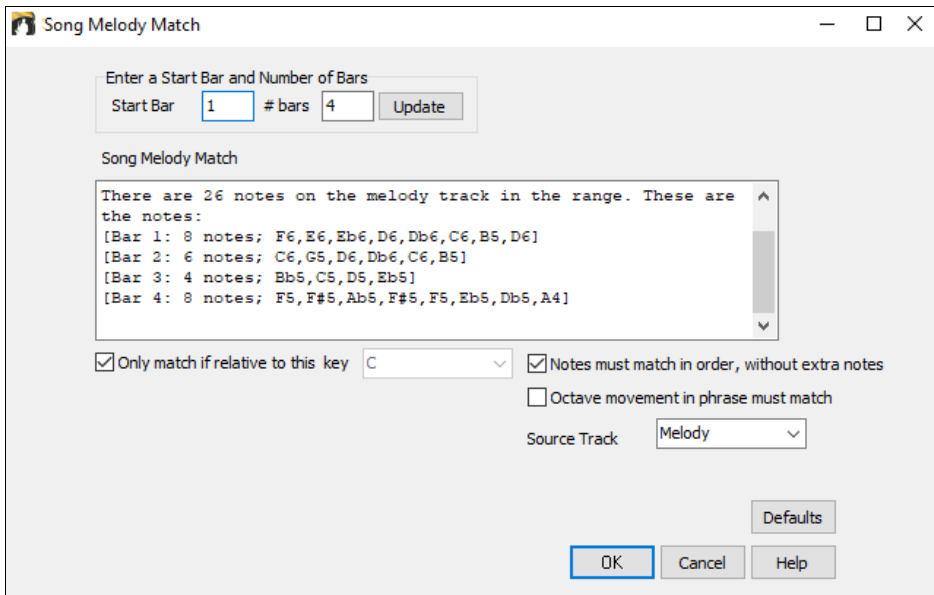 Song Melody Match
Enter a Start Bar and Number of Bars
Start Bar 1 # bars 4 Update
Song Melody Match
There are 26 notes on the melody track in the range. These are
the notes:
[Bar 1: 8 notes; F6,E6,Eb6,D6,Db6,C6,B5,D6]
[Bar 2: 6 notes; C6,G5,D6,Db6,C6,B5]
[Bar 3: 4 notes; Bb5,C5,D5,Eb5]
[Bar 4: 8 notes; F5,F#5,Ab5,F#5,F5,Eb5,Db5,A4]
Only match if relative to this key C Notes must match in order, without extra notes
Octave movement in phrase must match
Source Track Melody
Defaults
OK Cancel Help